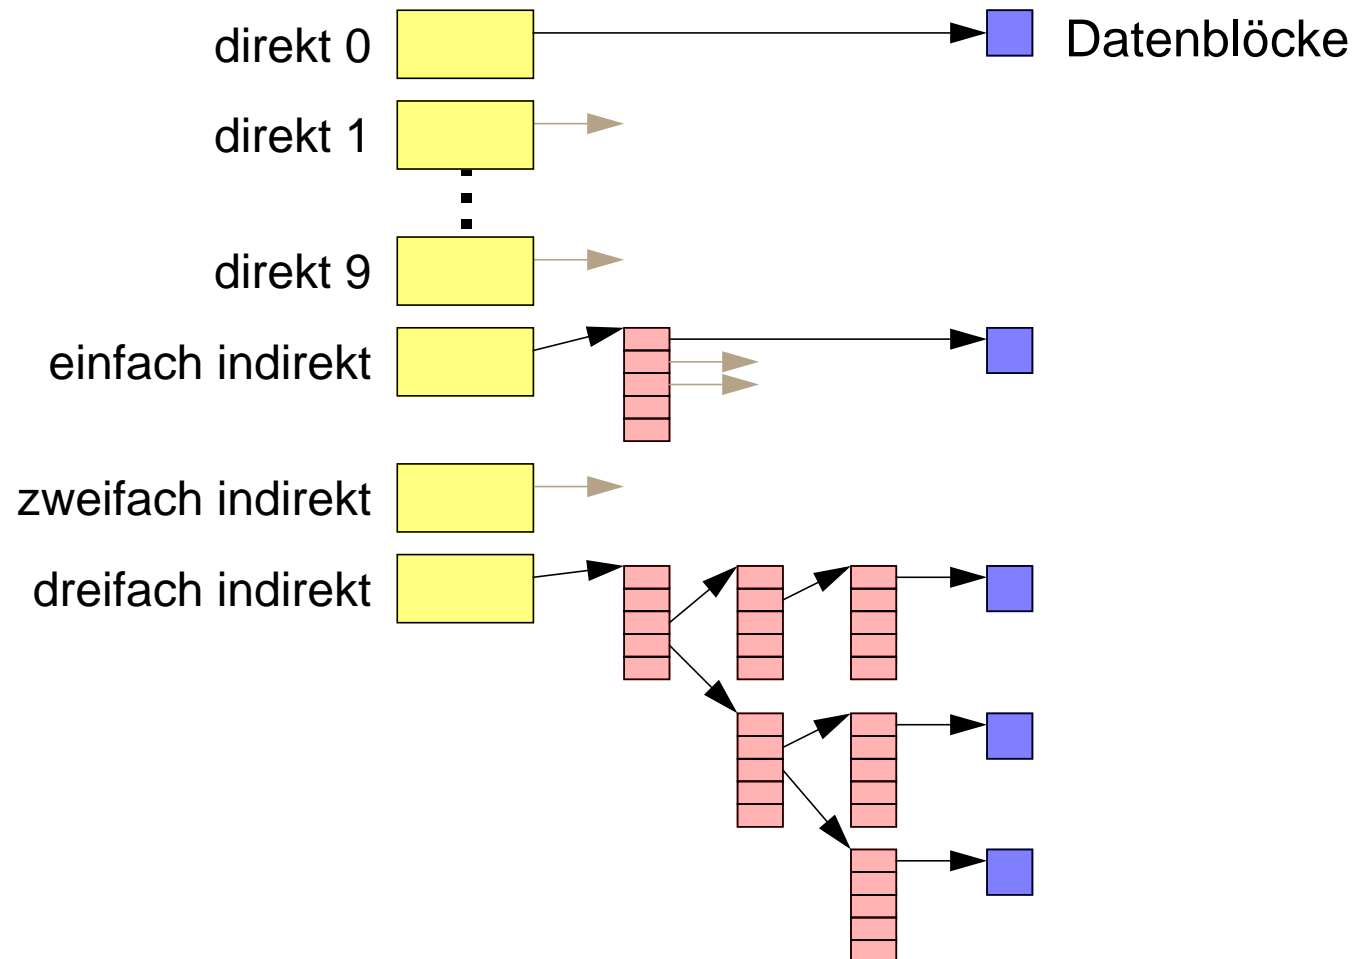 direkt 0
Datenblöcke
direkt 1
direkt 9
einfach indirekt
zweifach indirekt
dreifach indirekt